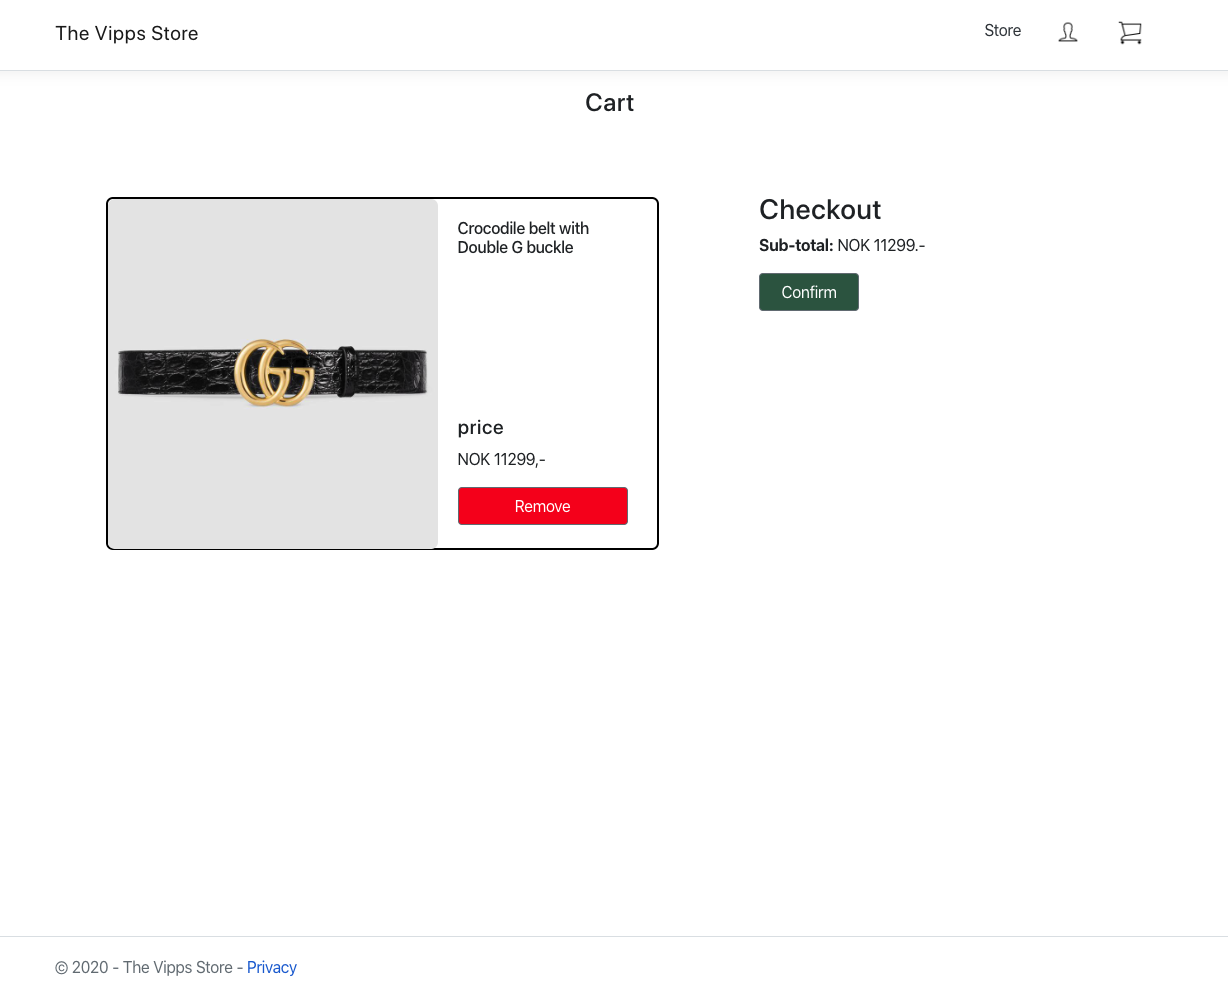 The Vipps Store
Store
Cart
Crocodile belt with
Double G buckle
price
NOK 11299,-
Remove
Checkout
Sub-total: NOK 11299.-
Confirm
© 2020 - The Vipps Store - Privacy